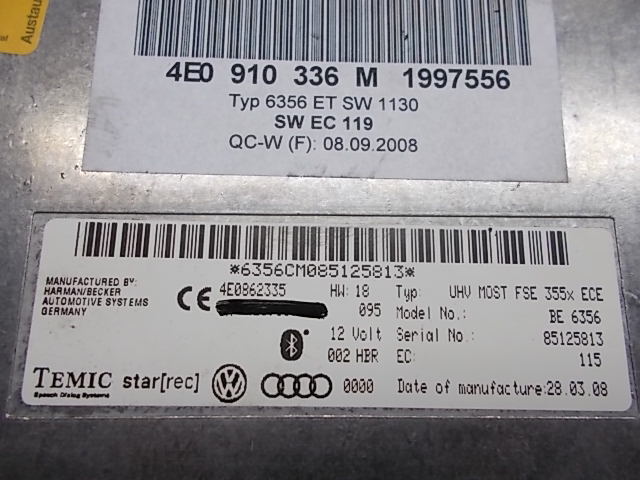 Austau
4E0 910 336 M 1997556
Typ 6356 ET SW 1130
SW EC 119
QC-W (F): 08.09.2008
*6356CM085125813*
MANUFACTURED BY:
HARMAN/BECKER
AUTOMOTIVE SYSTEMS
GERMANY
CE
4E0862335 HW: 18 Typ: UHV MOST FSE 355x ECE
095 Model No.: BE 6356
12 Volt Serial No.: 85125813
002 HBR EC: 115
TEMIC star[rec] 0000 Date of manufacture: 28.03.08
Speech Dialog Systems